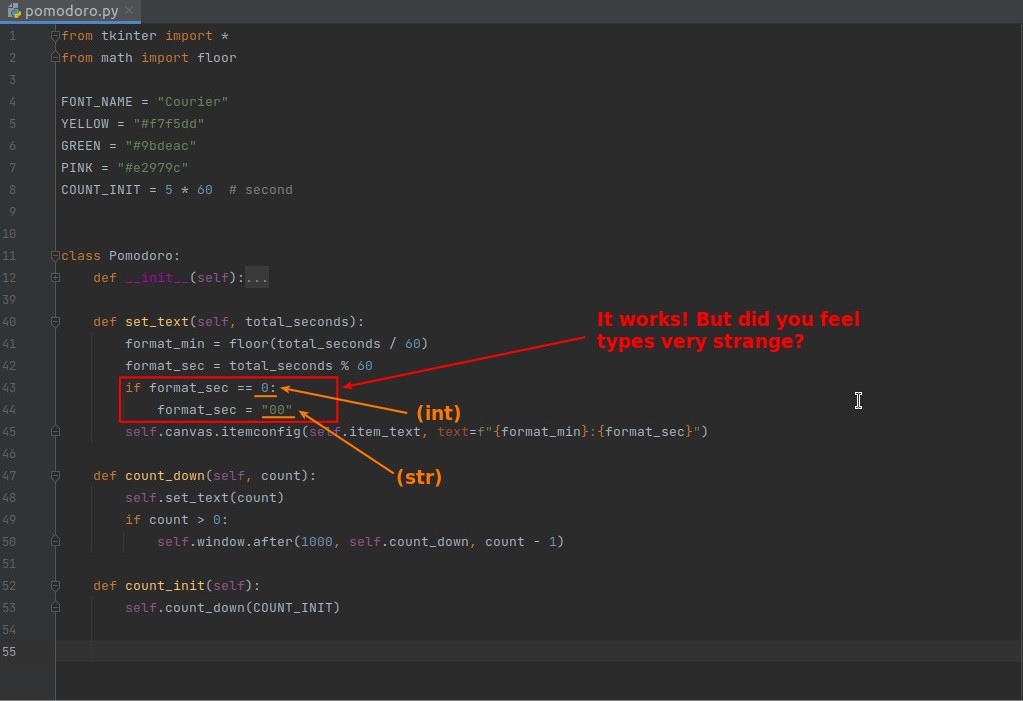 pomodoro.py
1 from tkinter import *
2 from math import floor
3
4 FONT_NAME = "Courier"
5 YELLOW = "#f7f5dd"
6 GREEN = "#9bdeac"
7 PINK = "#e2979c"
8 COUNT_INIT = 5 * 60  # second
9
10
11 class Pomodoro:
12     def __init__(self):...
39
40     def set_text(self, total_seconds):
41         format_min = floor(total_seconds / 60)
42         format_sec = total_seconds % 60
43         if format_sec == 0:
44             format_sec = "00"
45         self.canvas.itemconfig(self.item_text, text=f"{format_min}:{format_sec}")
46
47     def count_down(self, count):
48         self.set_text(count)
49         if count > 0:
50             self.window.after(1000, self.count_down, count - 1)
51
52     def count_init(self):
53         self.count_down(COUNT_INIT)
54
55
It works! But did you feel
types very strange?
(int)
(str)